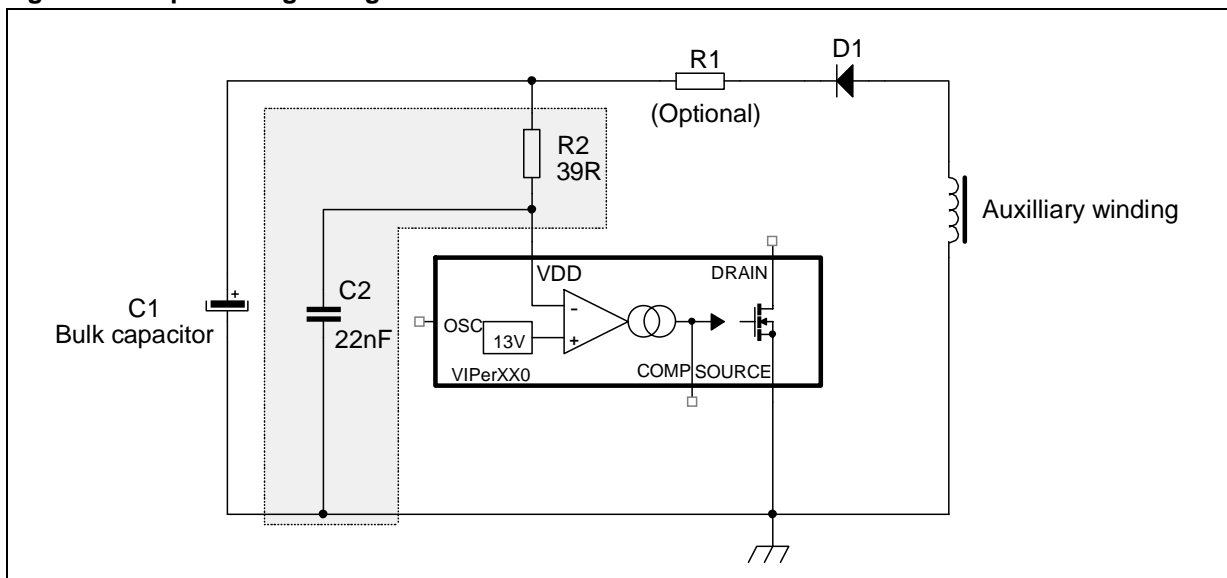 D1
R1
(Optional)
R2
39R
Auxilliary winding
VDD
DRAIN
C1
Bulk capacitor
+
C2
22nF
-
OSC
13V
+
VIPerXX0
COMP
SOURCE